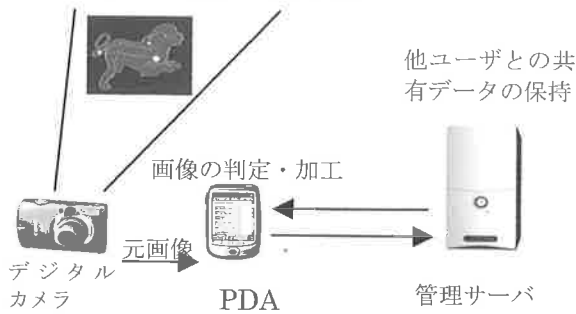 他ユーザとの共
有データの保持
画像の判定・加工
元画像
デジタル
カメラ
PDA
管理サーバ